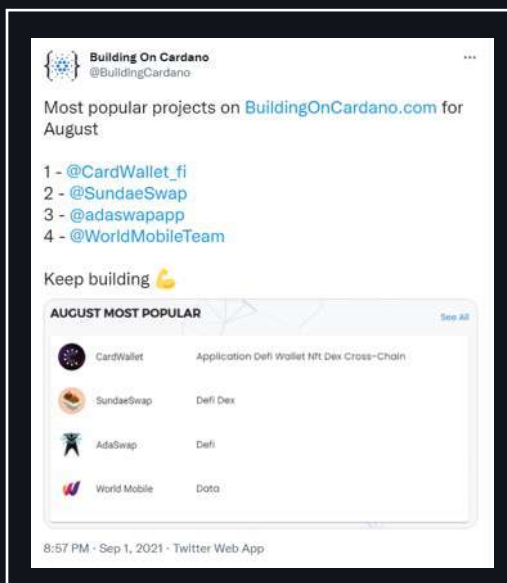 Building On Cardano
@BuildingCardano
Most popular projects on BuildingOnCardano.com for
August
1 - @CardWallet_fi
2 - @SundaeSwap
3 - @adaswapapp
4 - @WorldMobileTeam
Keep building 💪
AUGUST MOST POPULAR
See All
CardWallet Application Defi Wallet Nft Dex Cross-Chain
SundaeSwap Defi Dex
AdaSwap Defi
World Mobile Data
8:57 PM · Sep 1, 2021 · Twitter Web App